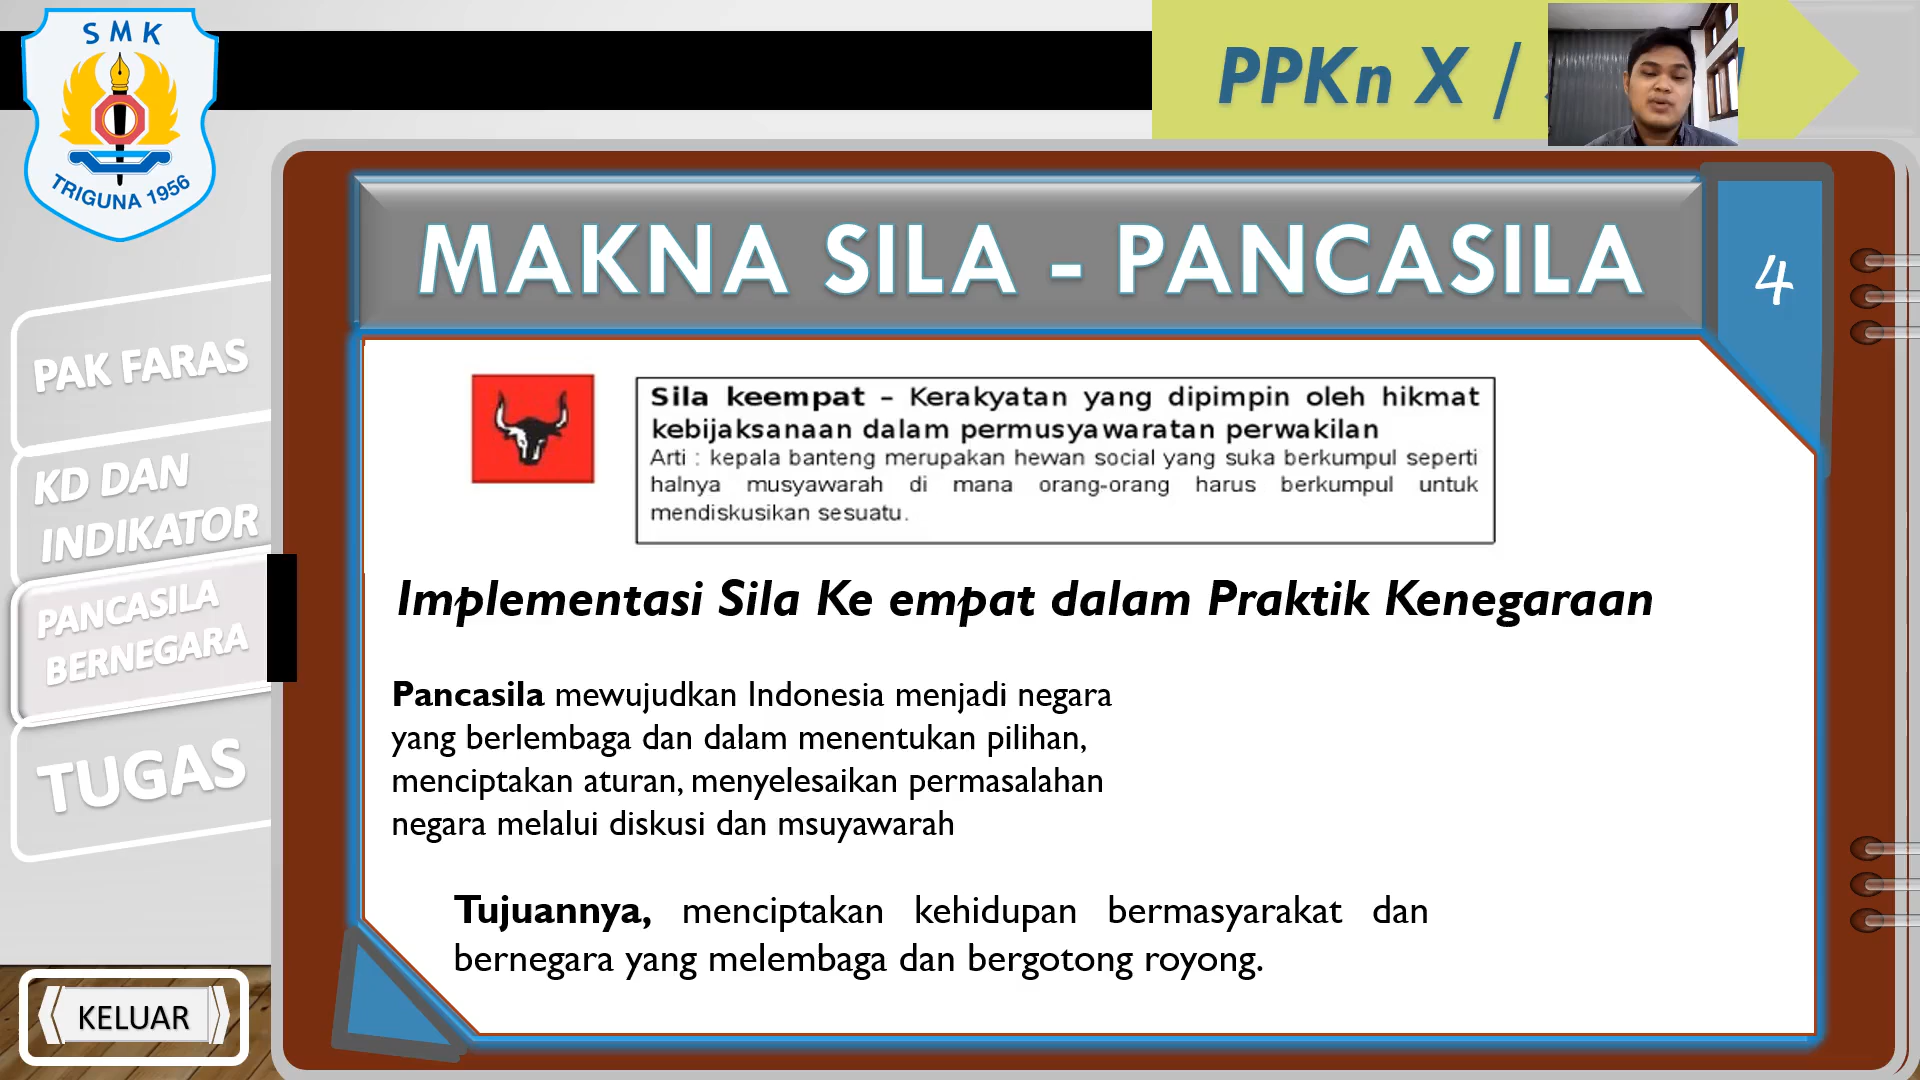 SMK
TRIGUNA 1956
PPKn X /
MAKNA SILA - PANCASILA
4
PAK FARAS
KD DAN
INDIKATOR
PANCASILA
BERNEGARA
TUGAS
KELUAR
Sila keempat – Kerakyatan yang dipimpin oleh hikmat
kebijaksanaan dalam permusyawaratan perwakilan
Arti : kepala banteng merupakan hewan social yang suka berkumpul seperti
halnya musyawarah di mana orang-orang harus berkumpul untuk
mendiskusikan sesuatu.
Implementasi Sila Ke empat dalam Praktik Kenegaraan
Pancasila mewujudkan Indonesia menjadi negara
yang berlembaga dan dalam menentukan pilihan,
menciptakan aturan, menyelesaikan permasalahan
negara melalui diskusi dan msuyawarah
Tujuannya, menciptakan kehidupan bermasyarakat dan
bernegara yang melembaga dan bergotong royong.